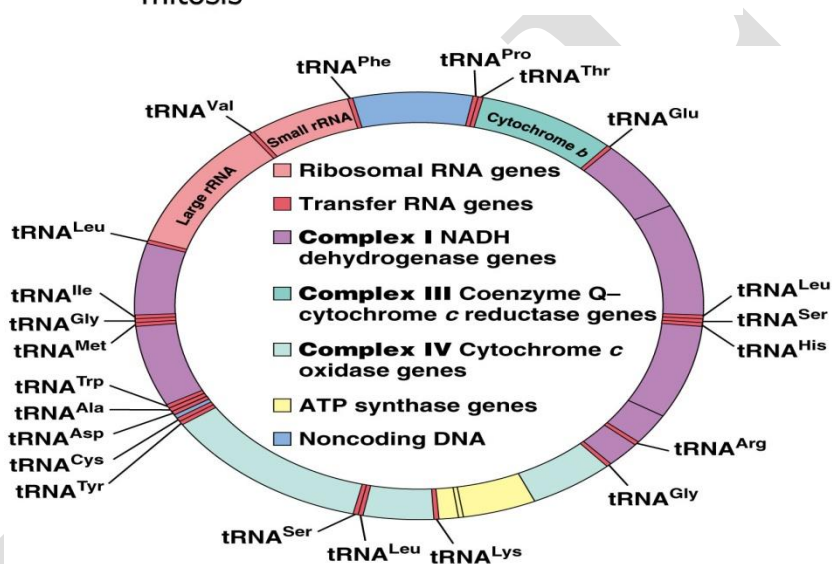 mitosis
tRNAPhe
tRNAPro
tRNAThr
tRNAVal
Small rRNA
Cytochrome b
tRNAGlu
Large rRNA
Ribosomal RNA genes
Transfer RNA genes
Complex I NADH
dehydrogenase genes
Complex III Coenzyme Q–
cytochrome c reductase genes
Complex IV Cytochrome c
oxidase genes
ATP synthase genes
Noncoding DNA
tRNALeu
tRNAIle
tRNAGly
tRNAMet
tRNATrp
tRNAAla
tRNAAsp
tRNACys
tRNATyr
tRNALeu
tRNASer
tRNAHis
tRNAArg
tRNAGly
tRNASer
tRNALeu
tRNALys